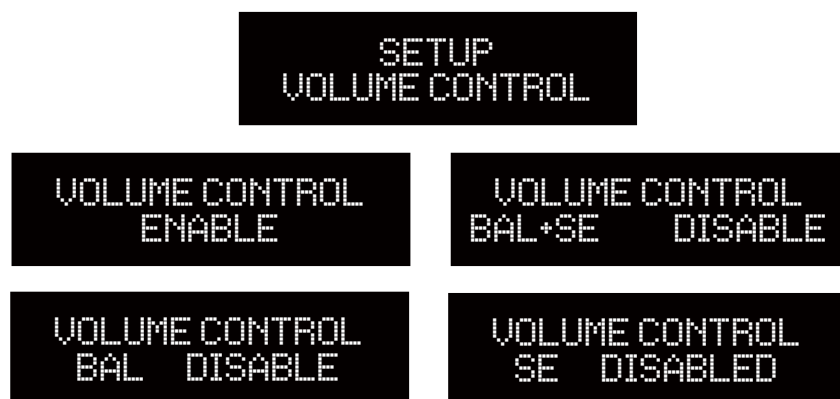 SETUP
VOLUME CONTROL
VOLUME CONTROL
ENABLE
VOLUME CONTROL
BAL+SE DISABLE
VOLUME CONTROL
BAL DISABLE
VOLUME CONTROL
SE DISABLED